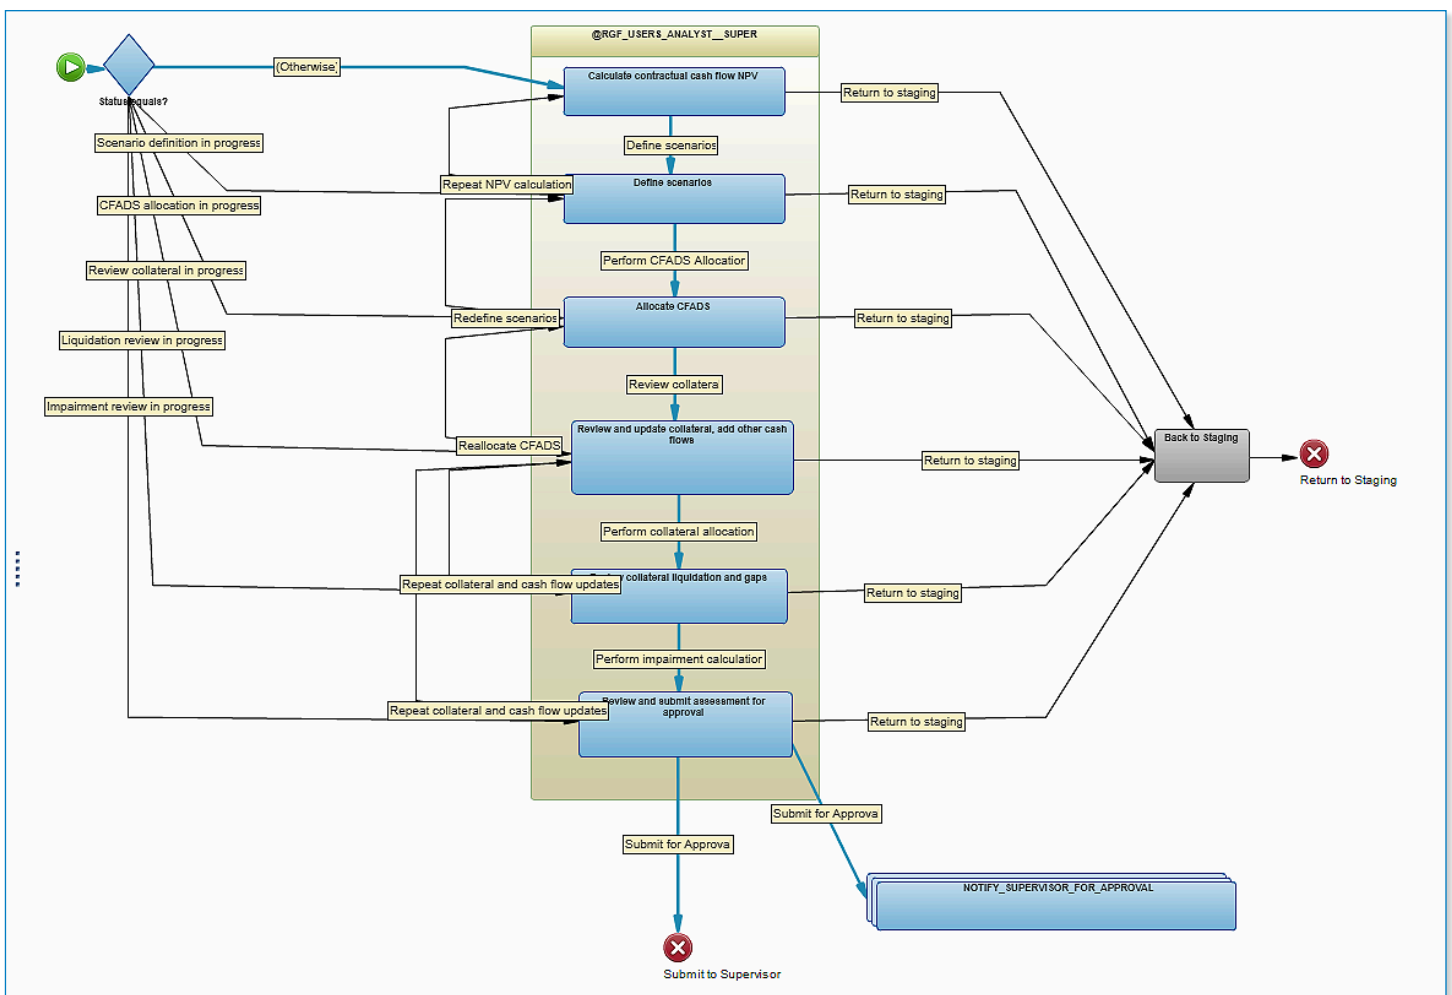 @RGF_USERS_ANALYST__SUPER
(Otherwise)
Calculate contractual cash flow NPV
Return to staging
Status equals?
Scenario definition in progress
Define scenarios
Repeat NPV calculation
Define scenarios
Return to staging
CFADS allocation in progress
Perform CFADS Allocation
Review collateral in progress
Allocate CFADS
Redefine scenarios
Return to staging
Liquidation review in progress
Review collatera
Impairment review in progress
Review and update collateral, add other cash
flows
Reallocate CFADS
Return to staging
Back to Staging
Return to Staging
Perform collateral allocation
collateral liquidation and gaps
Repeat collateral and cash flow updates
Return to staging
Perform impairment calculation
Review and submit assessment for
approval
Repeat collateral and cash flow updates
Return to staging
Submit for Approva
Submit for Approva
NOTIFY_SUPERVISOR_FOR_APPROVAL
Submit to Supervisor